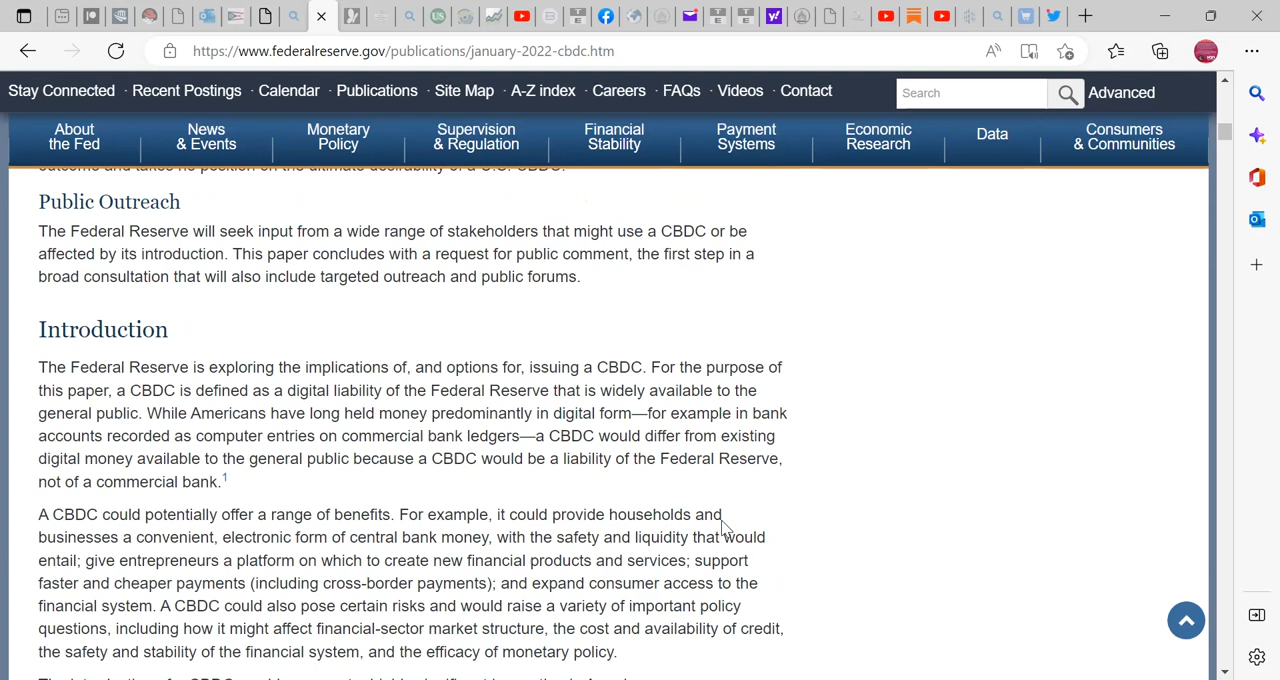 https://www.federalreserve.gov/publications/january-2022-cbdc.htm
Stay Connected · Recent Postings · Calendar · Publications · Site Map · A-Z index · Careers · FAQs · Videos · Contact
Search
Advanced
About the Fed
News & Events
Monetary Policy
Supervision & Regulation
Financial Stability
Payment Systems
Economic Research
Data
Consumers & Communities
outcome and takes no position on the ultimate desirability of a U.S. CBDC.
Public Outreach
The Federal Reserve will seek input from a wide range of stakeholders that might use a CBDC or be
affected by its introduction. This paper concludes with a request for public comment, the first step in a
broad consultation that will also include targeted outreach and public forums.
Introduction
The Federal Reserve is exploring the implications of, and options for, issuing a CBDC. For the purpose of
this paper, a CBDC is defined as a digital liability of the Federal Reserve that is widely available to the
general public. While Americans have long held money predominantly in digital form—for example in bank
accounts recorded as computer entries on commercial bank ledgers—a CBDC would differ from existing
digital money available to the general public because a CBDC would be a liability of the Federal Reserve,
not of a commercial bank.1
A CBDC could potentially offer a range of benefits. For example, it could provide households and
businesses a convenient, electronic form of central bank money, with the safety and liquidity that would
entail; give entrepreneurs a platform on which to create new financial products and services; support
faster and cheaper payments (including cross-border payments); and expand consumer access to the
financial system. A CBDC could also pose certain risks and would raise a variety of important policy
questions, including how it might affect financial-sector market structure, the cost and availability of credit,
the safety and stability of the financial system, and the efficacy of monetary policy.